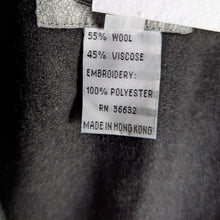 55% WOOL
45% VISCOSE
EMBROIDERY:
100% POLYESTER
RN 56632
MADE IN HONG KONG